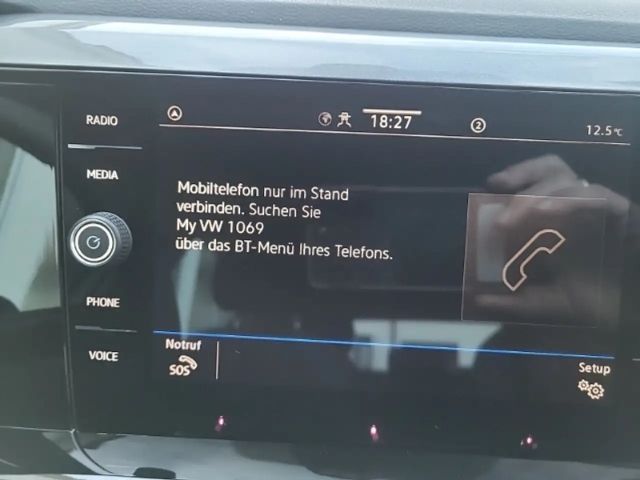 RADIO
18:27
2
12.5°C
MEDIA
Mobiltelefon nur im Stand
verbinden. Suchen Sie
My VW 1069
über das BT-Menü Ihres Telefons.
PHONE
VOICE
Notruf
SOS
Setup